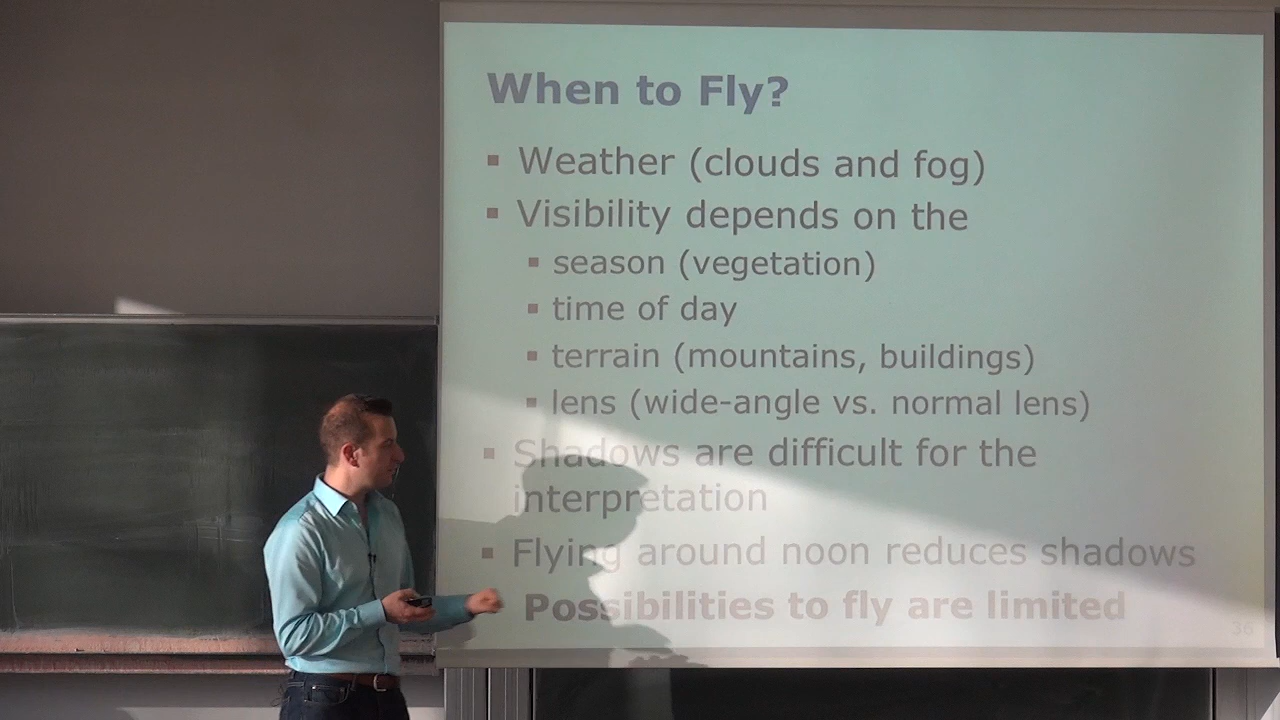 When to Fly?
▪ Weather (clouds and fog)
▪ Visibility depends on the
▪ season (vegetation)
▪ time of day
▪ terrain (mountains, buildings)
▪ lens (wide-angle vs. normal lens)
▪ Shadows are difficult for the
interpretation
▪ Flying around noon reduces shadows
Possibilities to fly are limited
36